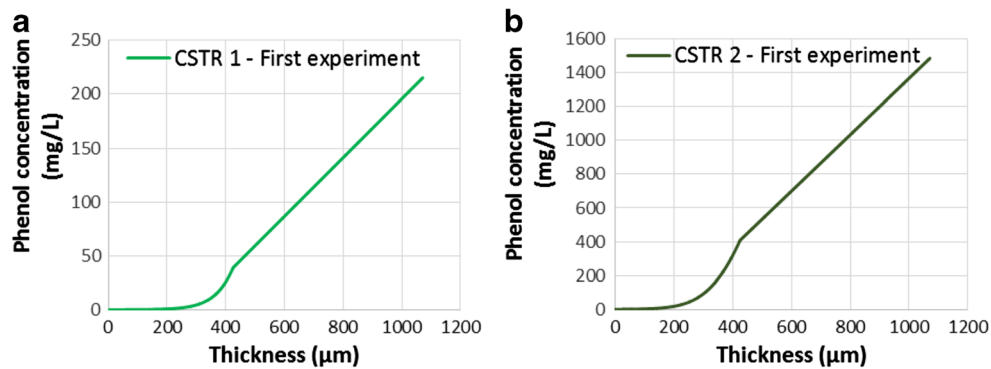 a
Phenol concentration
(mg/L)
250
200
150
100
50
0
CSTR 1 - First experiment
0 200 400 600 800 1000 1200
Thickness (µm)
b
Phenol concentration
(mg/L)
1600
1400
1200
1000
800
600
400
200
0
CSTR 2 - First experiment
0 200 400 600 800 1000 1200
Thickness (µm)